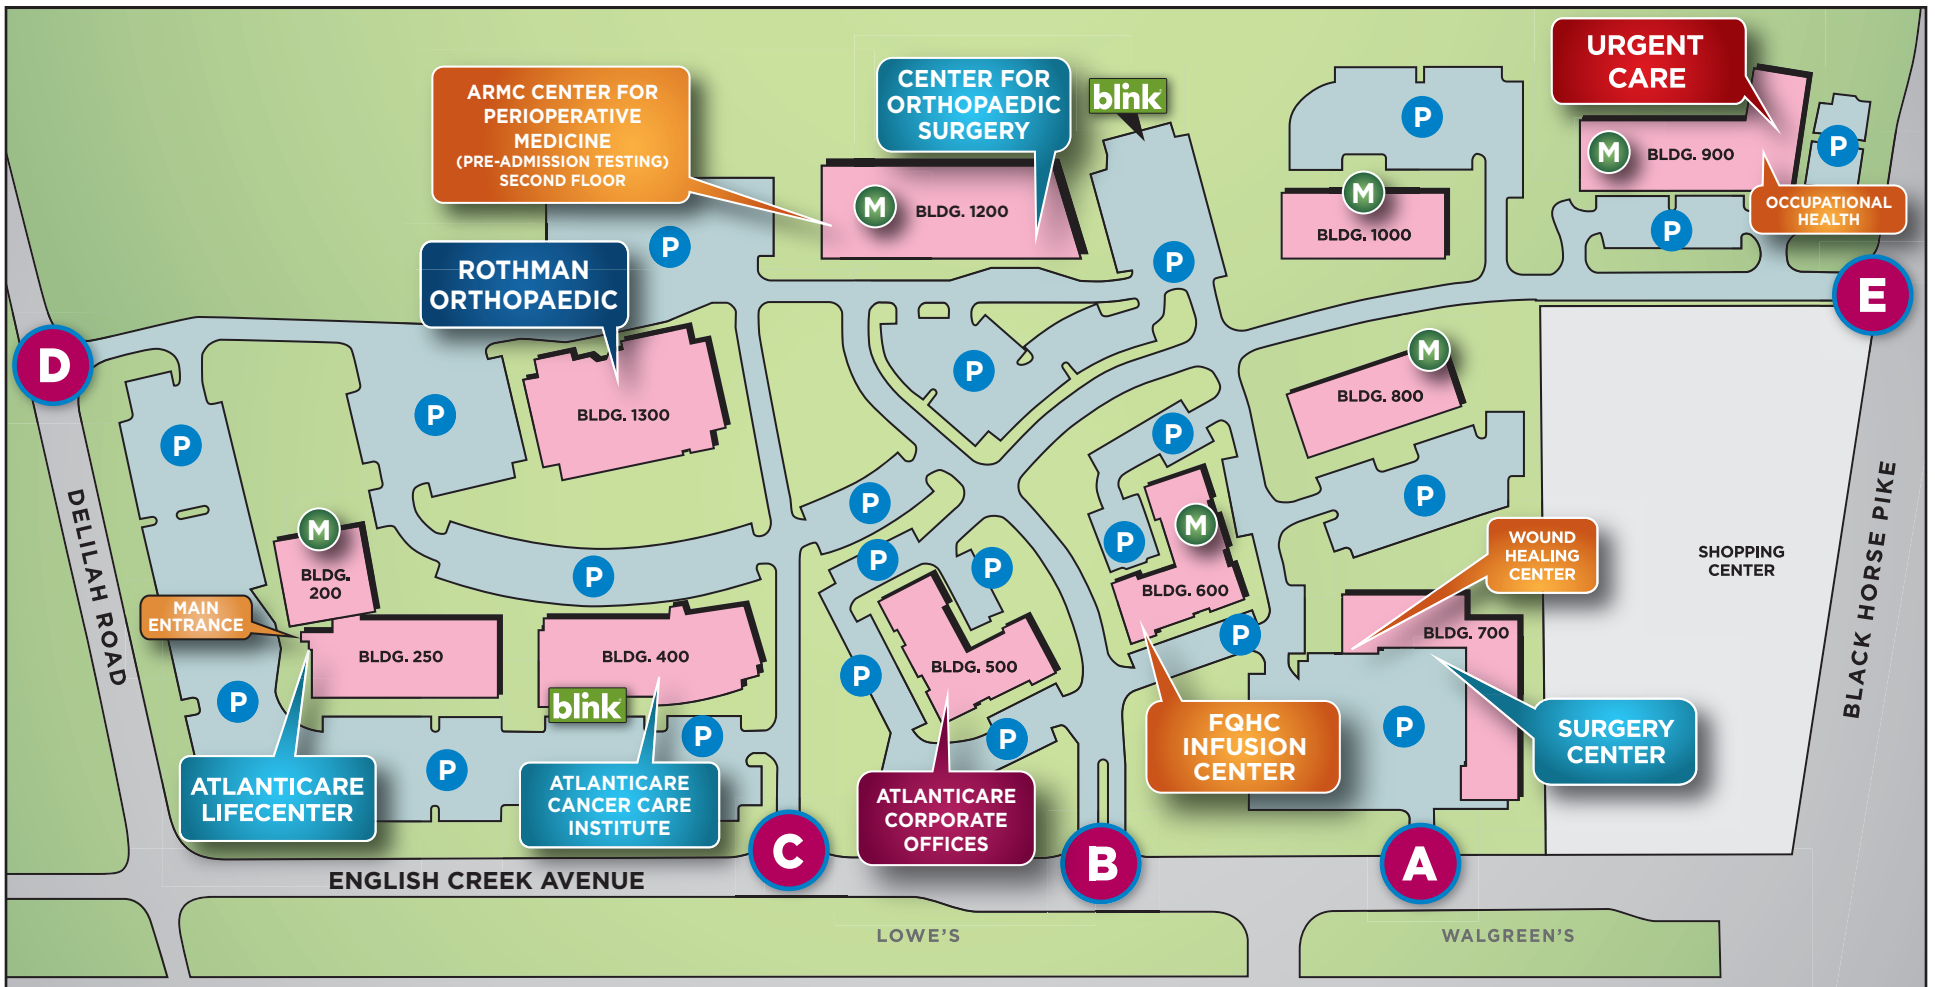 URGENT
CARE
ARMC CENTER FOR
PERIOPERATIVE
MEDICINE
(PRE-ADMISSION TESTING)
SECOND FLOOR
CENTER FOR
ORTHOPAEDIC
SURGERY
blink
P
P
M
BLDG. 900
M
BLDG. 1200
M
BLDG. 1000
OCCUPATIONAL
HEALTH
P
P
P
ROTHMAN
ORTHOPAEDIC
E
D
P
M
BLDG. 800
P
BLDG. 1300
P
P
P
P
DELILAH ROAD
BLACK HORSE PIKE
M
BLDG.
200
M
P
P
P
P
BLDG. 600
WOUND
HEALING
CENTER
SHOPPING
CENTER
MAIN
ENTRANCE
BLDG. 250
BLDG. 400
BLDG. 500
P
BLDG. 700
P
P
blink
P
P
P
FQHC
INFUSION
CENTER
P
SURGERY
CENTER
P
ATLANTICARE
LIFECENTER
ATLANTICARE
CANCER CARE
INSTITUTE
ATLANTICARE
CORPORATE
OFFICES
C
B
A
ENGLISH CREEK AVENUE
LOWE'S
WALGREEN'S